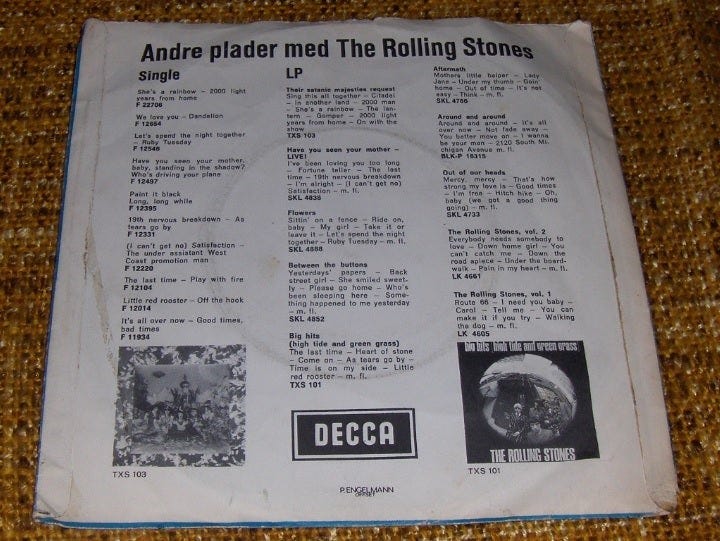 Andre plader med The Rolling Stones
Single
She's a rainbow – 2000 light
years from home
F 22706
We love you – Dandelion
F 12654
Let's spend the night together
– Ruby Tuesday
F 12546
Have you seen your mother,
baby, standing in the shadow?
Who's driving your plane
F 12497
Paint it black
Long, long while
F 12395
19th nervous breakdown – As
tears go by
F 12331
(i can't get no) Satisfaction –
The under assistant West
Coast promotion man
F 12220
The last time – Play with fire
F 12104
Little red rooster – Off the hook
F 12014
It's all over now – Good times,
bad times
F 11934
TXS 103
LP
Their satanic majesties request
Sing this all together – Citadel
– In another land – 2000 man
– She's a rainbow – The lan-
tern – Gomper – 2000 light
years from home – On with the
show
TXS 103
Have you seen your mother –
LIVE!
I've been loving you too long
– Fortune teller – The last
time – 19th nervous breakdown
– I'm alright – (I can't get no)
Satisfaction – m. fl.
SKL 4838
Flowers
Sittin' on a fence – Ride on,
baby – My girl – Take it or
leave it – Let's spend the night
together – Ruby Tuesday – m. fl.
SKL 4888
Between the buttons
Yesterdays' papers – Back
street girl – She smiled sweet-
ly – Please go home – Who's
been sleeping here – Some-
thing happened to me yesterday
– m. fl.
SKL 4852
Big hits
(high tide and green grass)
The last time – Heart of stone
– Come on – As tears go by –
Time is on my side – Little
red rooster – m. fl.
TXS 101
DECCA
P.ENGELMANN
OFFSET
Aftermath
Mothers little helper – Lady
Jane – Under my thumb – Goin'
home – Out of time – It's not
easy – Think – m. fl.
SKL 4786
Around and around
Around and around – It's all
over now – Not fade away –
You better move on – I wanna
be your man – 2120 South Mi-
chigan Avenue m. fl.
BLK-P 16315
Out of our heads
Mercy, mercy – That's how
strong my love is – Good times
– I'm free – Hitch hike – Oh,
baby (we got a good thing
going) – m. fl.
SKL 4733
The Rolling Stones, vol. 2
Everybody needs somebody to
love – Down home girl – You
can't catch me – Down the
road apiece – Under the board-
walk – Pain in my heart – m. fl.
LK 4661
The Rolling Stones, vol. 1
Route 66 – I need you baby –
Carol – Tell me – You can
make it if you try – Walking
the dog – m. fl.
LK 4605
big hits [high tide and green grass]
THE ROLLING STONES
TXS 101